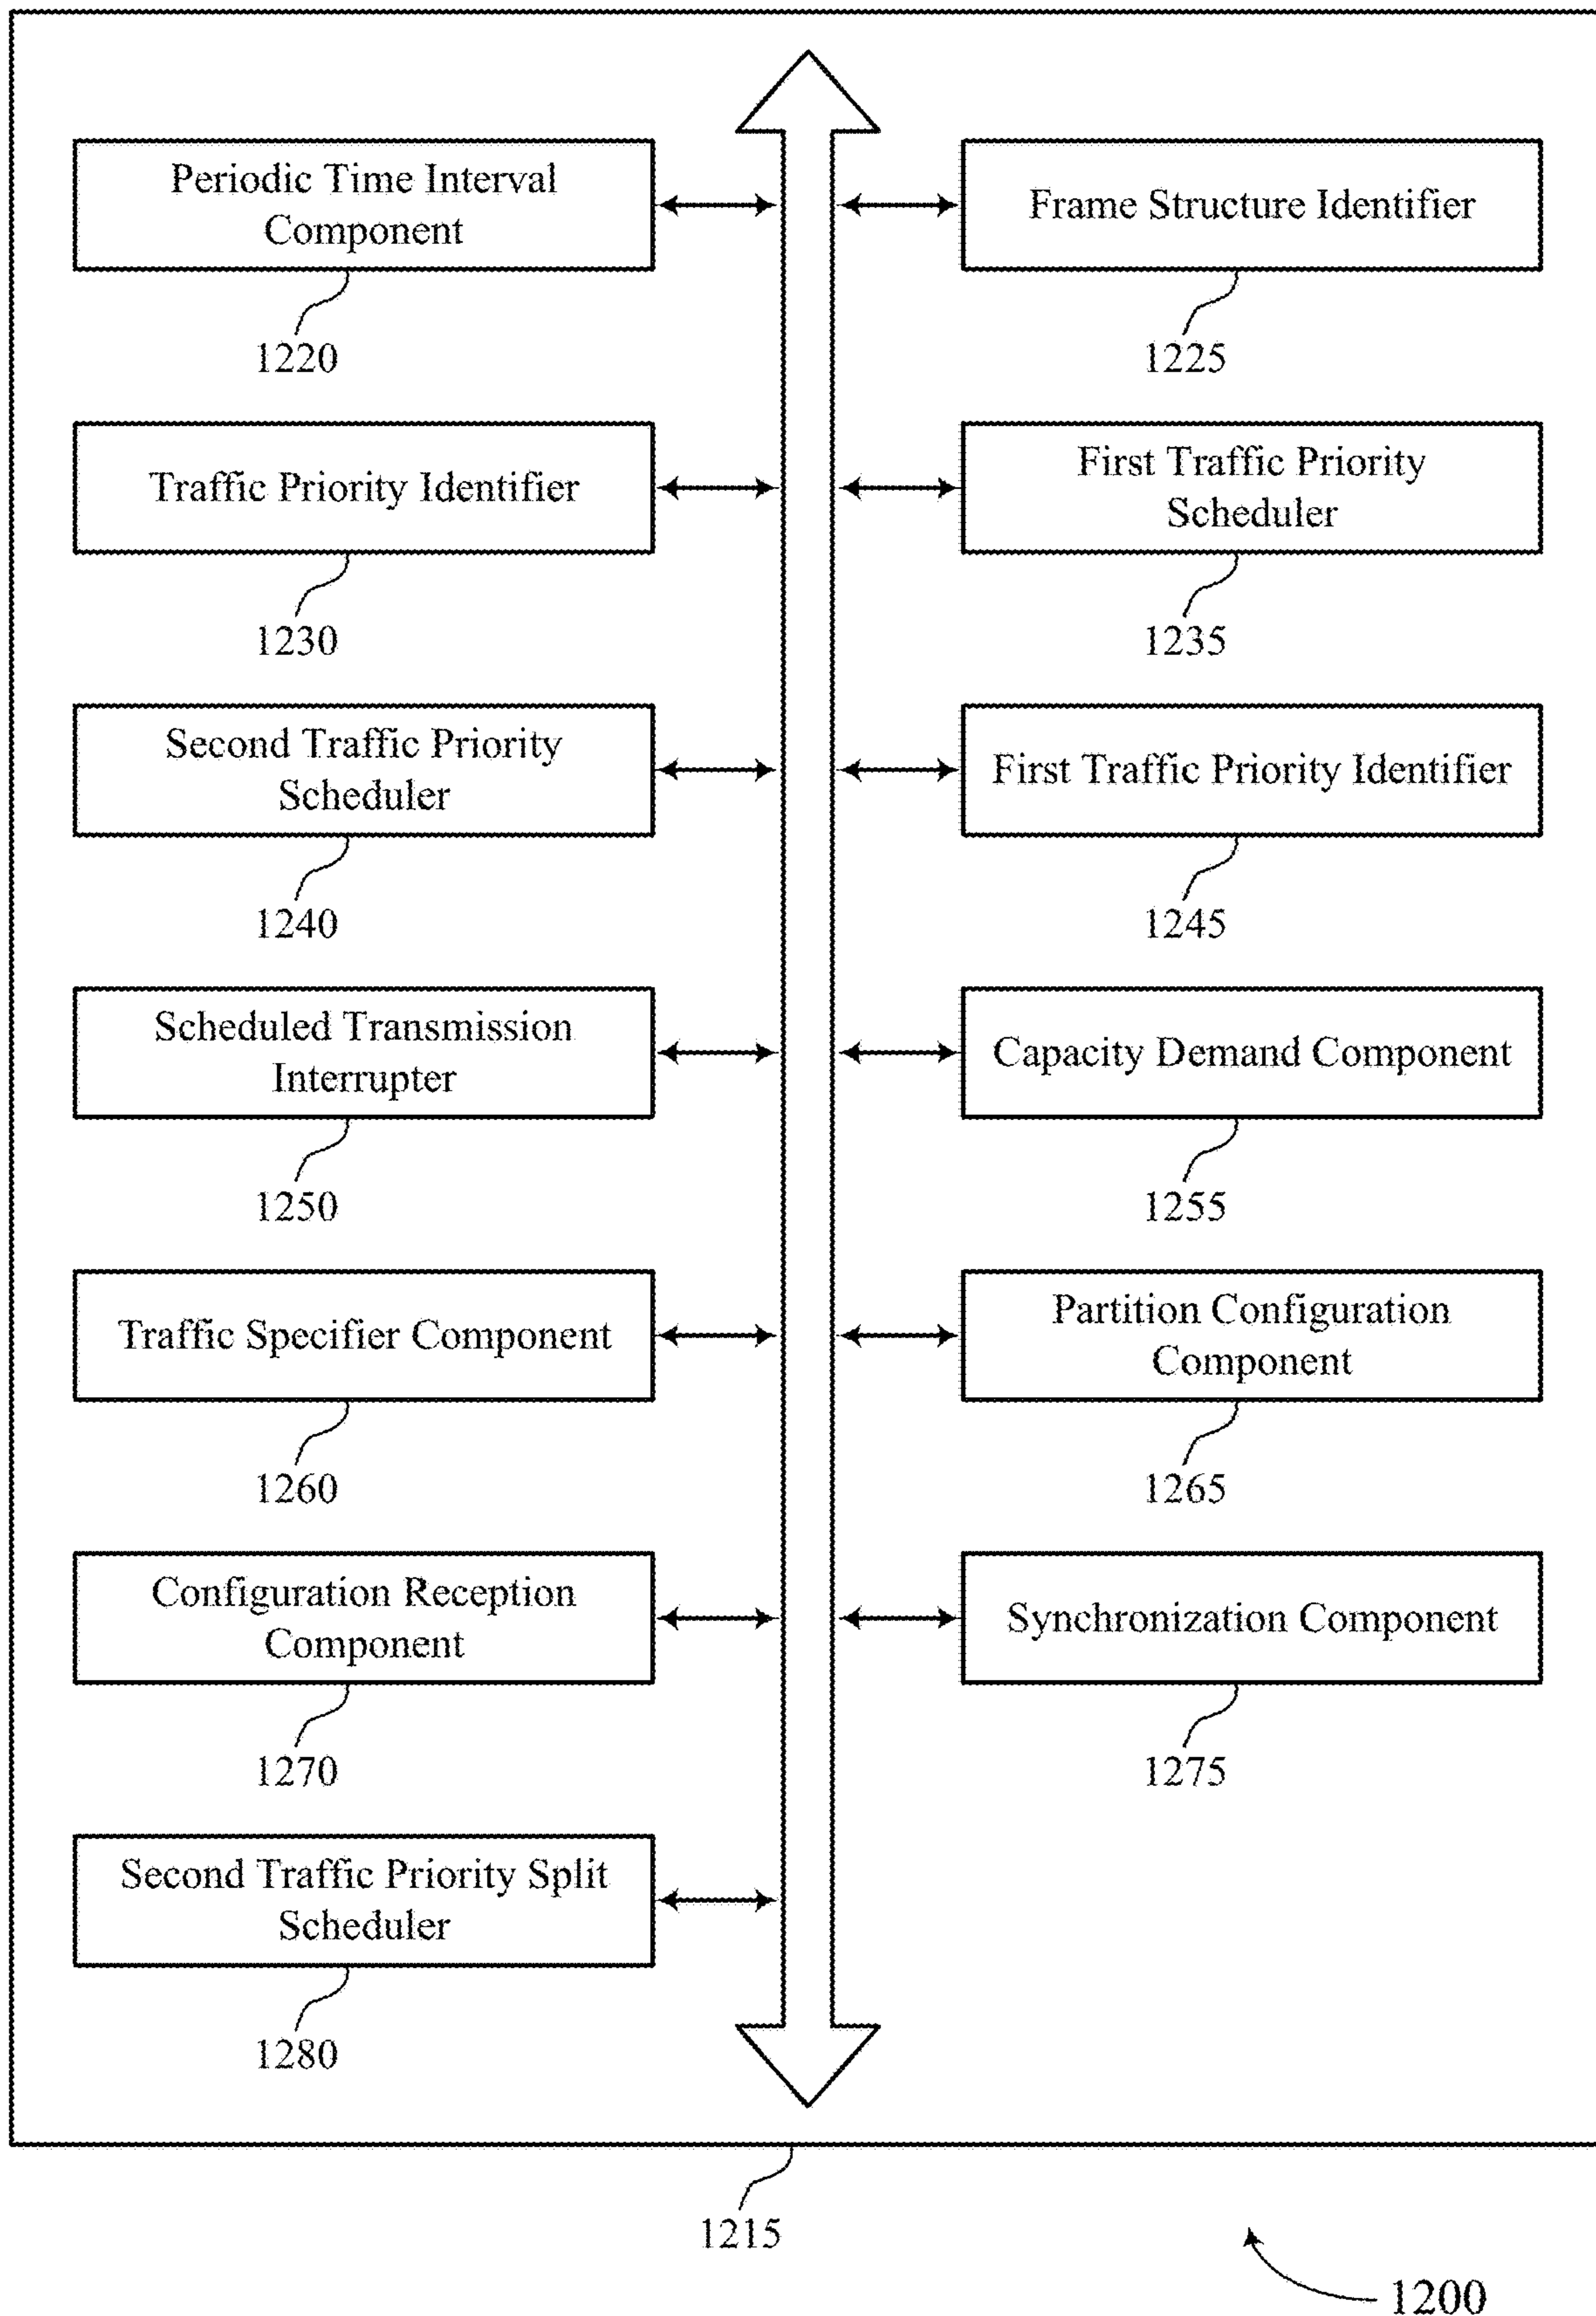 Periodic Time Interval
Component
1220
Frame Structure Identifier
1225
Traffic Priority Identifier
1230
First Traffic Priority
Scheduler
1235
Second Traffic Priority
Scheduler
1240
First Traffic Priority Identifier
1245
Scheduled Transmission
Interrupter
1250
Capacity Demand Component
1255
Traffic Specifier Component
1260
Partition Configuration
Component
1265
Configuration Reception
Component
1270
Synchronization Component
1275
Second Traffic Priority Split
Scheduler
1280
1215
1200